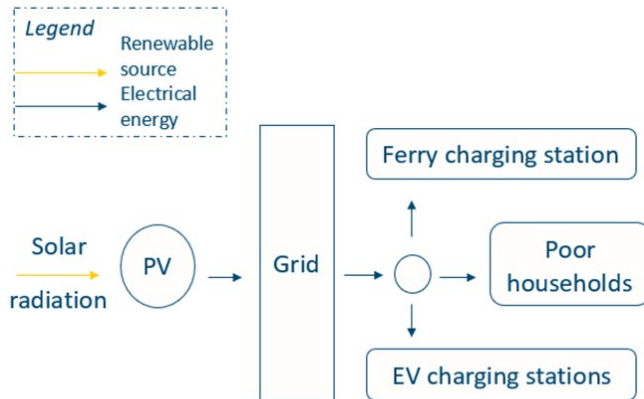 Legend
Renewable
source
Electrical
energy
Ferry charging station
Solar
radiation
PV
Grid
Poor
households
EV charging stations